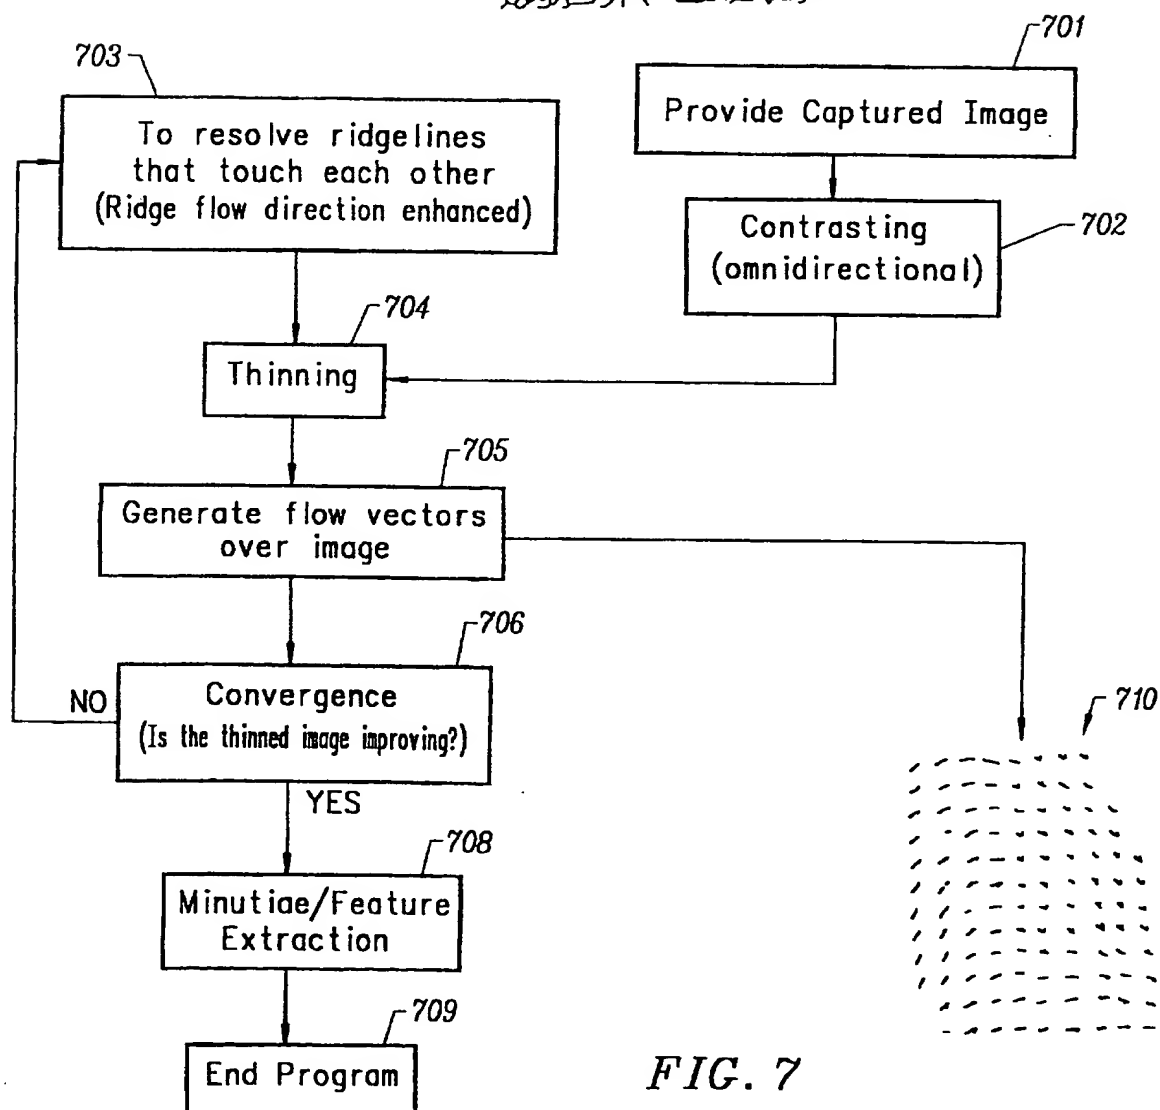 701
Provide Captured Image
702
Contrasting
(omnidirectional)
703
To resolve ridgelines
that touch each other
(Ridge flow direction enhanced)
704
Thinning
705
Generate flow vectors
over image
706
Convergence
(Is the thinned image improving?)
NO
YES
708
Minutiae/Feature
Extraction
709
End Program
710
FIG. 7